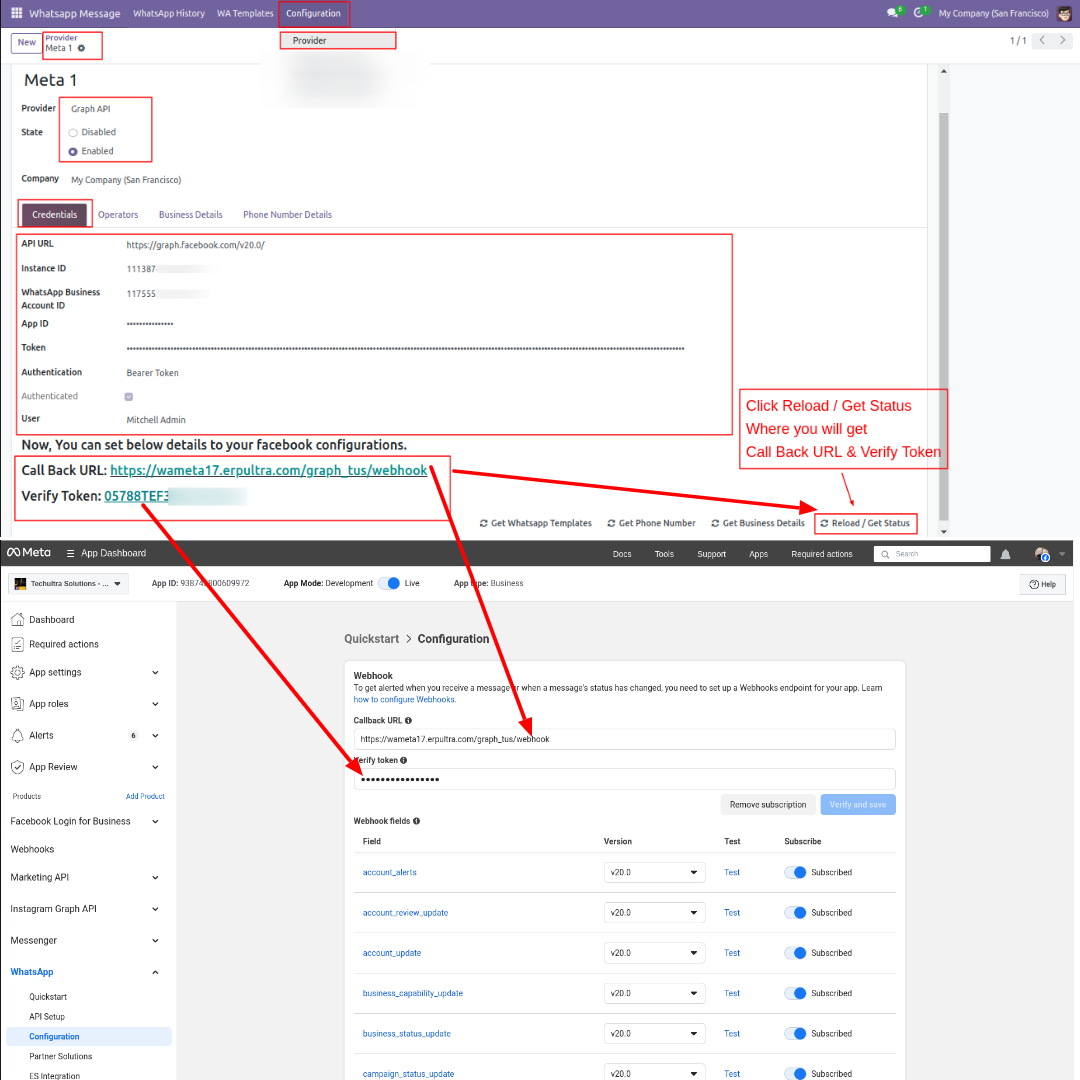 Whatsapp Message WhatsApp History WA Templates Configuration 6 1 My Company (San Francisco)
New Provider Provider 1 / 1
Meta 1
Meta 1
Provider Graph API
State Disabled
Enabled
Company My Company (San Francisco)
Credentials Operators Business Details Phone Number Details
API URL https://graph.facebook.com/v20.0/
Instance ID 111387
WhatsApp Business Account ID 117555
App ID •••••••••••••••
Token
Authentication Bearer Token
Authenticated
User Mitchell Admin
Click Reload / Get Status
Where you will get
Call Back URL & Verify Token
Now, You can set below details to your facebook configurations.
Call Back URL: https://wameta17.erpultra.com/graph_tus/webhook
Verify Token: 05788TEF3
Get Whatsapp Templates Get Phone Number Get Business Details Reload / Get Status
Meta App Dashboard Docs Tools Support Apps Required actions Search
Techultra Solutions - ... App ID: App Mode: Development Live App type: Business Help
Dashboard
Required actions
App settings
App roles
Alerts 6
App Review
Products Add Product
Facebook Login for Business
Webhooks
Marketing API
Instagram Graph API
Messenger
WhatsApp
Quickstart
API Setup
Configuration
Partner Solutions
ES Integration
Quickstart > Configuration
Webhook
To get alerted when you receive a message or when a message's status has changed, you need to set up a Webhooks endpoint for your app. Learn
how to configure Webhooks.
Callback URL
https://wameta17.erpultra.com/graph_tus/webhook
Verify token
••••••••••••••••
Remove subscription Verify and save
Webhook fields
Field Version Test Subscribe
account_alerts v20.0 Test Subscribed
account_review_update v20.0 Test Subscribed
account_update v20.0 Test Subscribed
business_capability_update v20.0 Test Subscribed
business_status_update v20.0 Test Subscribed
campaign_status_update v20.0 Test Subscribed